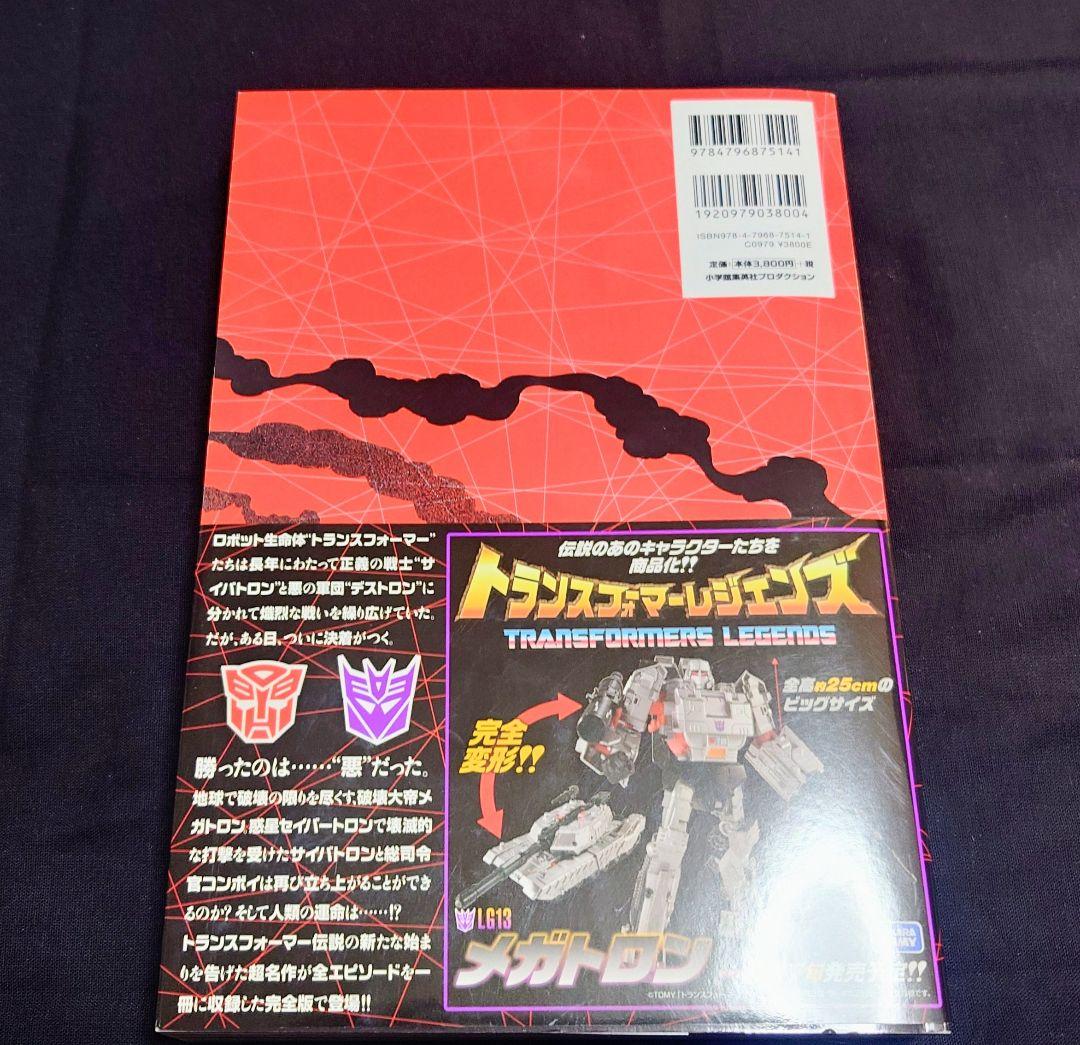 9784796875141
1920979038004
ISBN978-4-7968-7514-1
C0979 ¥3800E
定価:本体3,800円+税
小学館集英社プロダクション
ロボット生命体“トランスフォーマー”
たちは長年にわたって正義の戦士“サ
イバトロン”と悪の軍団“デストロン”に
分かれて熾烈な戦いを繰り広げていた。
だが、ある日、ついに決着がつく。
勝ったのは……“悪”だった。
地球で破壊の限りを尽くす、破壊大帝メ
ガトロン。惑星セイバートロンで壊滅的
な打撃を受けたサイバトロンと総司令
官コンボイは再び立ち上がることができ
るのか?そして人類の運命は……!?
トランスフォーマー伝説の新たな始ま
りを告げた超名作が全エピソードを一
冊に収録した完全版で登場!!
伝説のあのキャラクターたちを
商品化!!
トランスフォーマーレジェンズ
TRANSFORMERS LEGENDS
全高約25cmの
ビッグサイズ
完全
変形!!
LG13
メガトロン
発売予定!!
©TOMY「トランスフォー